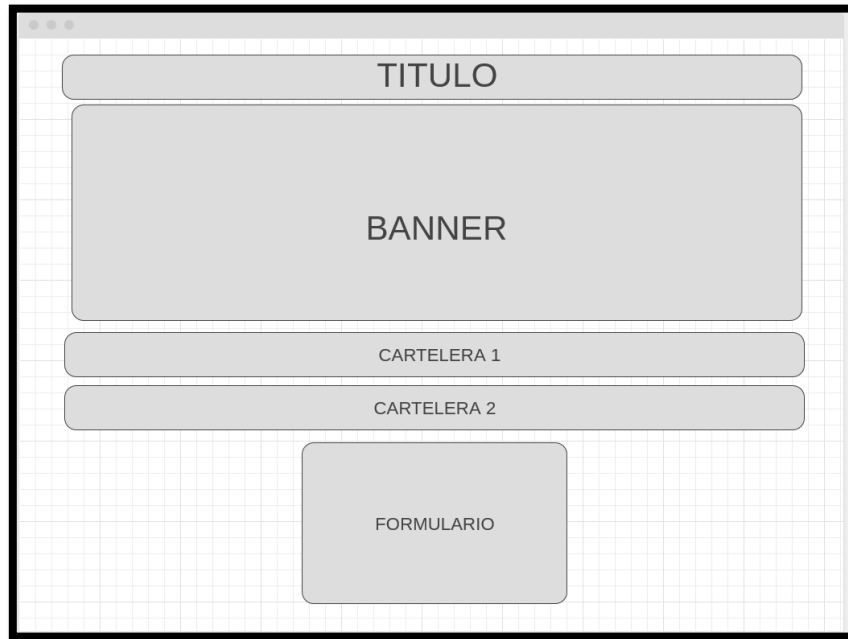 TITULO
BANNER
CARTELERA 1
CARTELERA 2
FORMULARIO